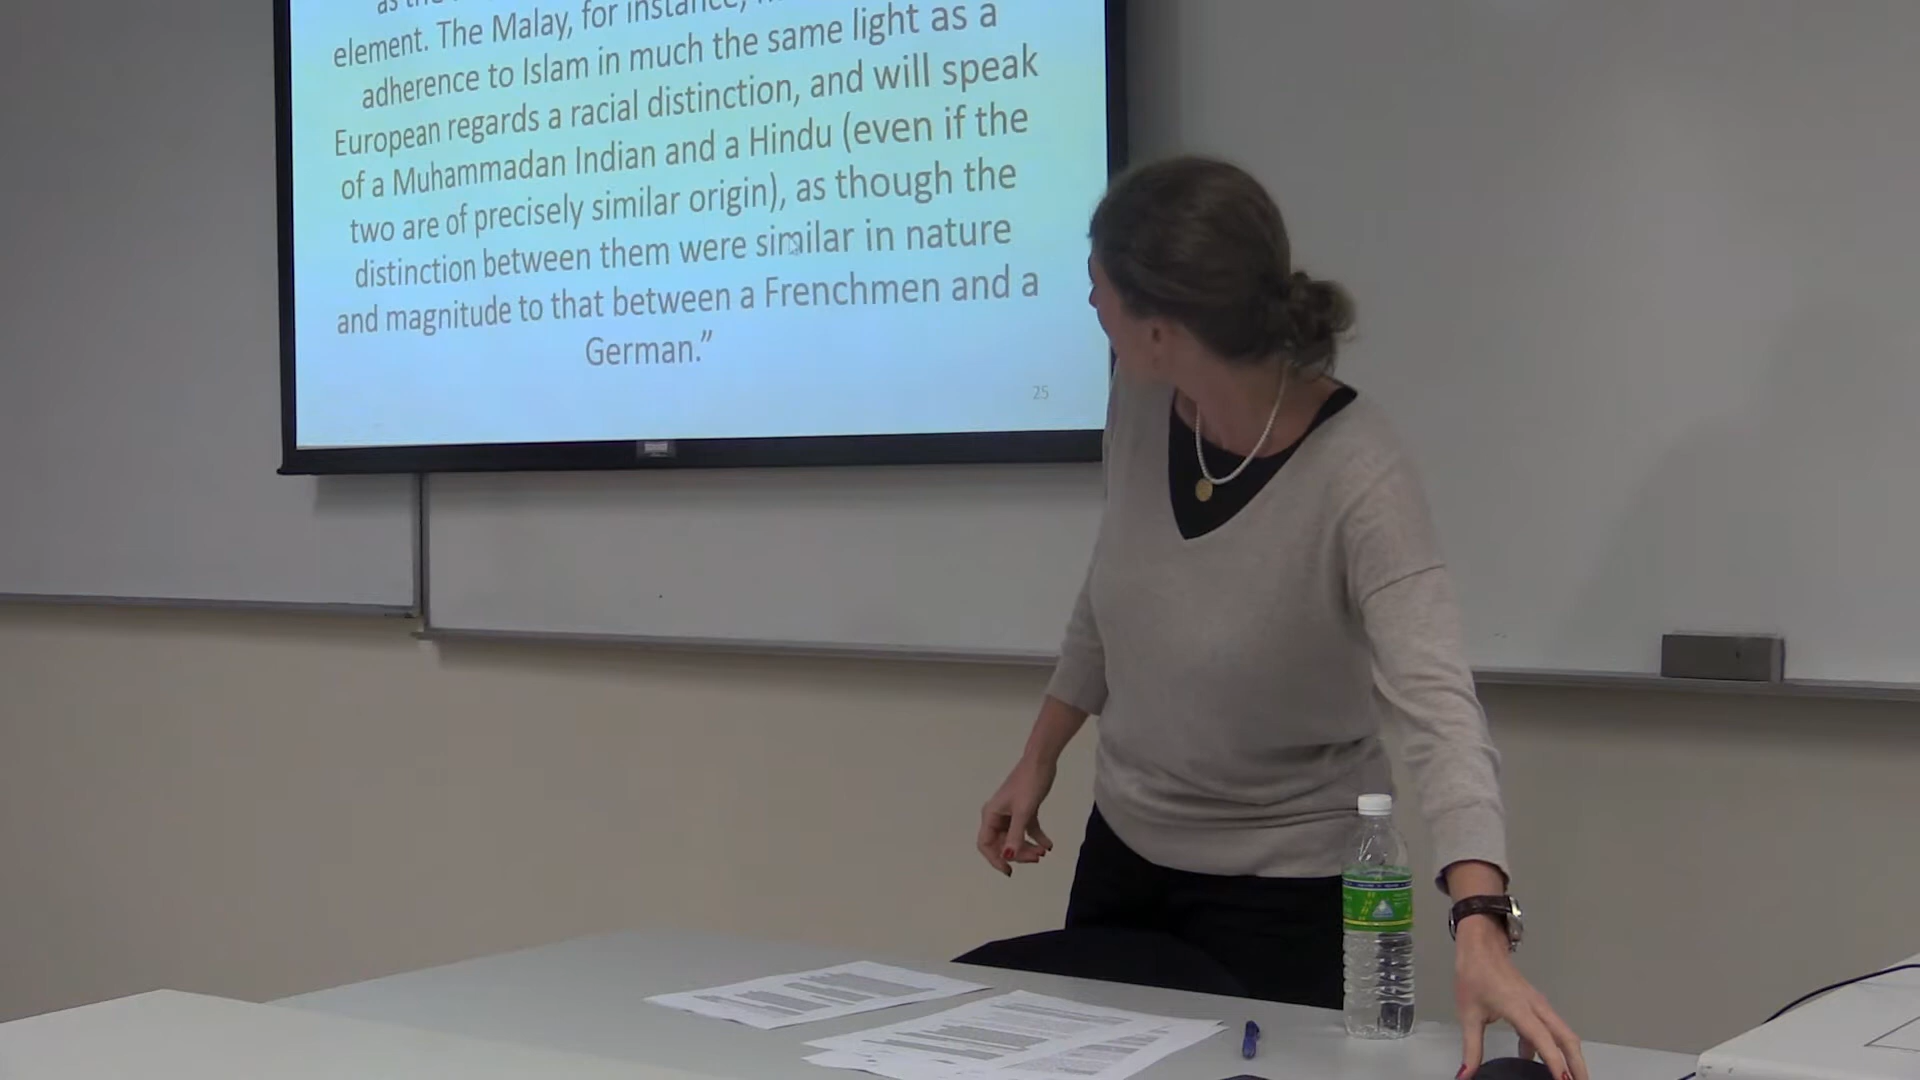 as the
element. The Malay, for instance,
adherence to Islam in much the same light as a
European regards a racial distinction, and will speak
of a Muhammadan Indian and a Hindu (even if the
two are of precisely similar origin), as though the
distinction between them were similar in nature
and magnitude to that between a Frenchmen and a
German.”
25